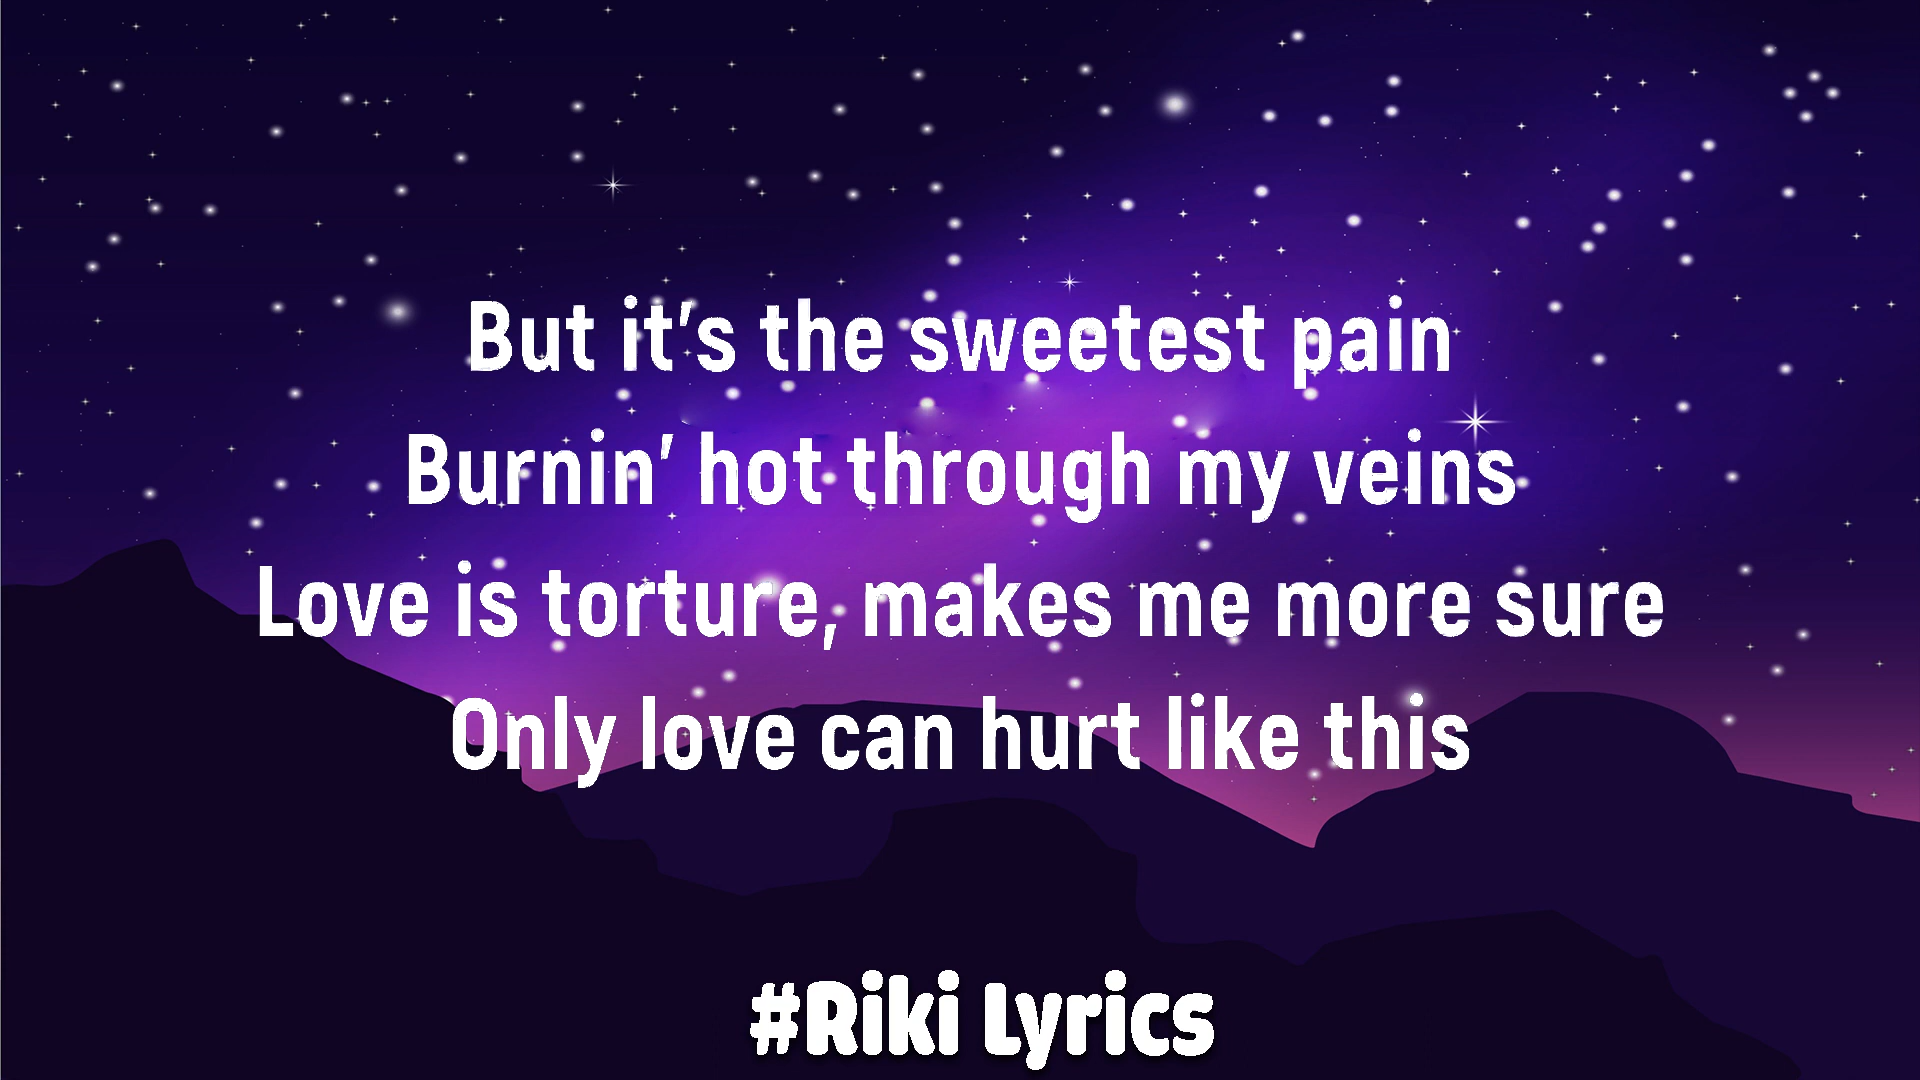 But it's the sweetest pain
Burnin' hot through my veins
Love is torture, makes me more sure
Only love can hurt like this
#Riki Lyrics